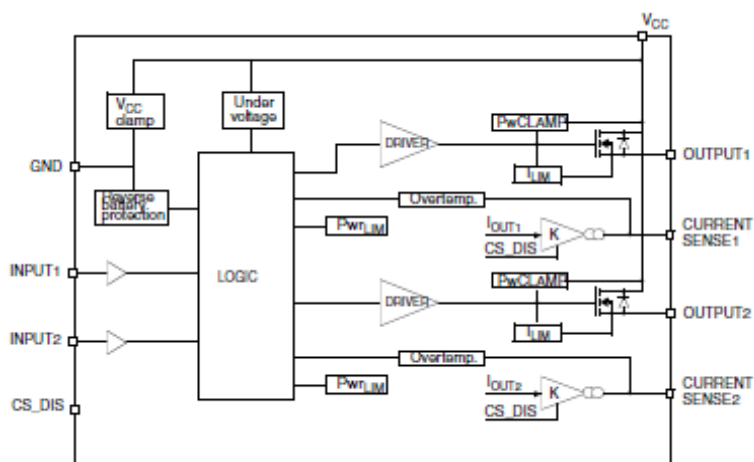 VCC
VCC
clamp
Under
voltage
DRIVER
PwCLAMP
ILIM
OUTPUT1
GND
Reverse
battery
protection
Overtemp.
PwrLIM
IOUT1
K
CS_DIS
CURRENT
SENSE1
INPUT1
LOGIC
DRIVER
PwCLAMP
ILIM
OUTPUT2
INPUT2
Overtemp.
PwrLIM
IOUT2
K
CS_DIS
CURRENT
SENSE2
CS_DIS